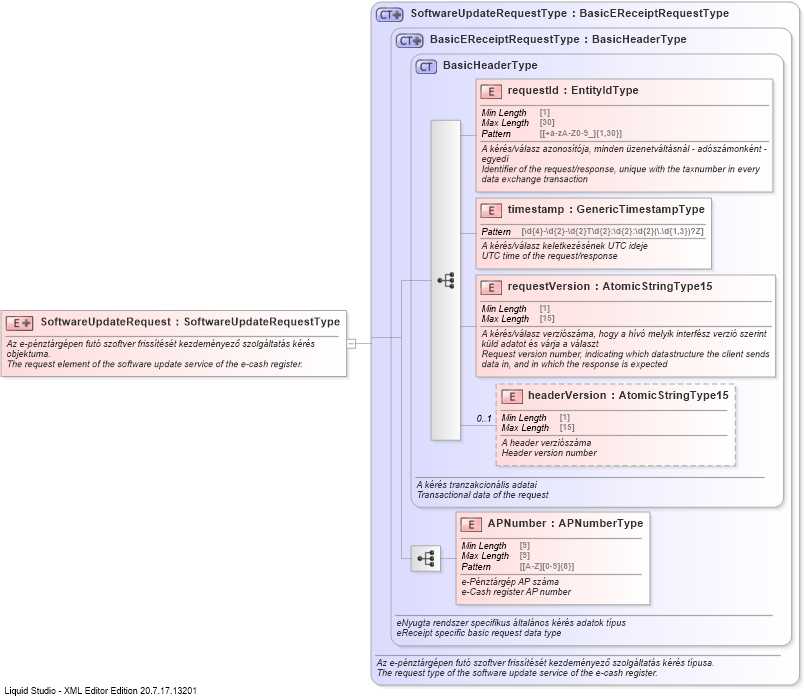 CT+ SoftwareUpdateRequestType : BasicEReceiptRequestType
CT+ BasicEReceiptRequestType : BasicHeaderType
CT BasicHeaderType
E requestId : EntityIdType
Min Length [1]
Max Length [30]
Pattern [[+a-zA-Z0-9_]{1,30}]
A kérés/válasz azonosítója, minden üzenetváltásnál - adószámonként -
egyedi
Identifier of the request/response, unique with the taxnumber in every
data exchange transaction
E timestamp : GenericTimestampType
Pattern [\d{4}-\d{2}-\d{2}T\d{2}:\d{2}:\d{2}(\.\d{1,3})?Z]
A kérés/válasz keletkezésének UTC ideje
UTC time of the request/response
E requestVersion : AtomicStringType15
Min Length [1]
Max Length [15]
A kérés/válasz verziószáma, hogy a hívó melyik interfész verzió szerint
küld adatot és várja a választ
Request version number, indicating which datastructure the client sends
data in, and in which the response is expected
E+ SoftwareUpdateRequest : SoftwareUpdateRequestType
Az e-pénztárgépen futó szoftver frissítését kezdeményező szolgáltatás kérés
objektuma.
The request element of the software update service of the e-cash register.
0..1
E headerVersion : AtomicStringType15
Min Length [1]
Max Length [15]
A header verziószáma
Header version number
A kérés tranzakcionális adatai
Transactional data of the request
E APNumber : APNumberType
Min Length [9]
Max Length [9]
Pattern [[A-Z][0-9]{8}]
e-Pénztárgép AP száma
e-Cash register AP number
eNyugta rendszer specifikus általános kérés adatok típus
eReceipt specific basic request data type
Az e-pénztárgépen futó szoftver frissítését kezdeményező szolgáltatás kérés típusa.
The request type of the software update service of the e-cash register.
Liquid Studio - XML Editor Edition 20.7.17.13201